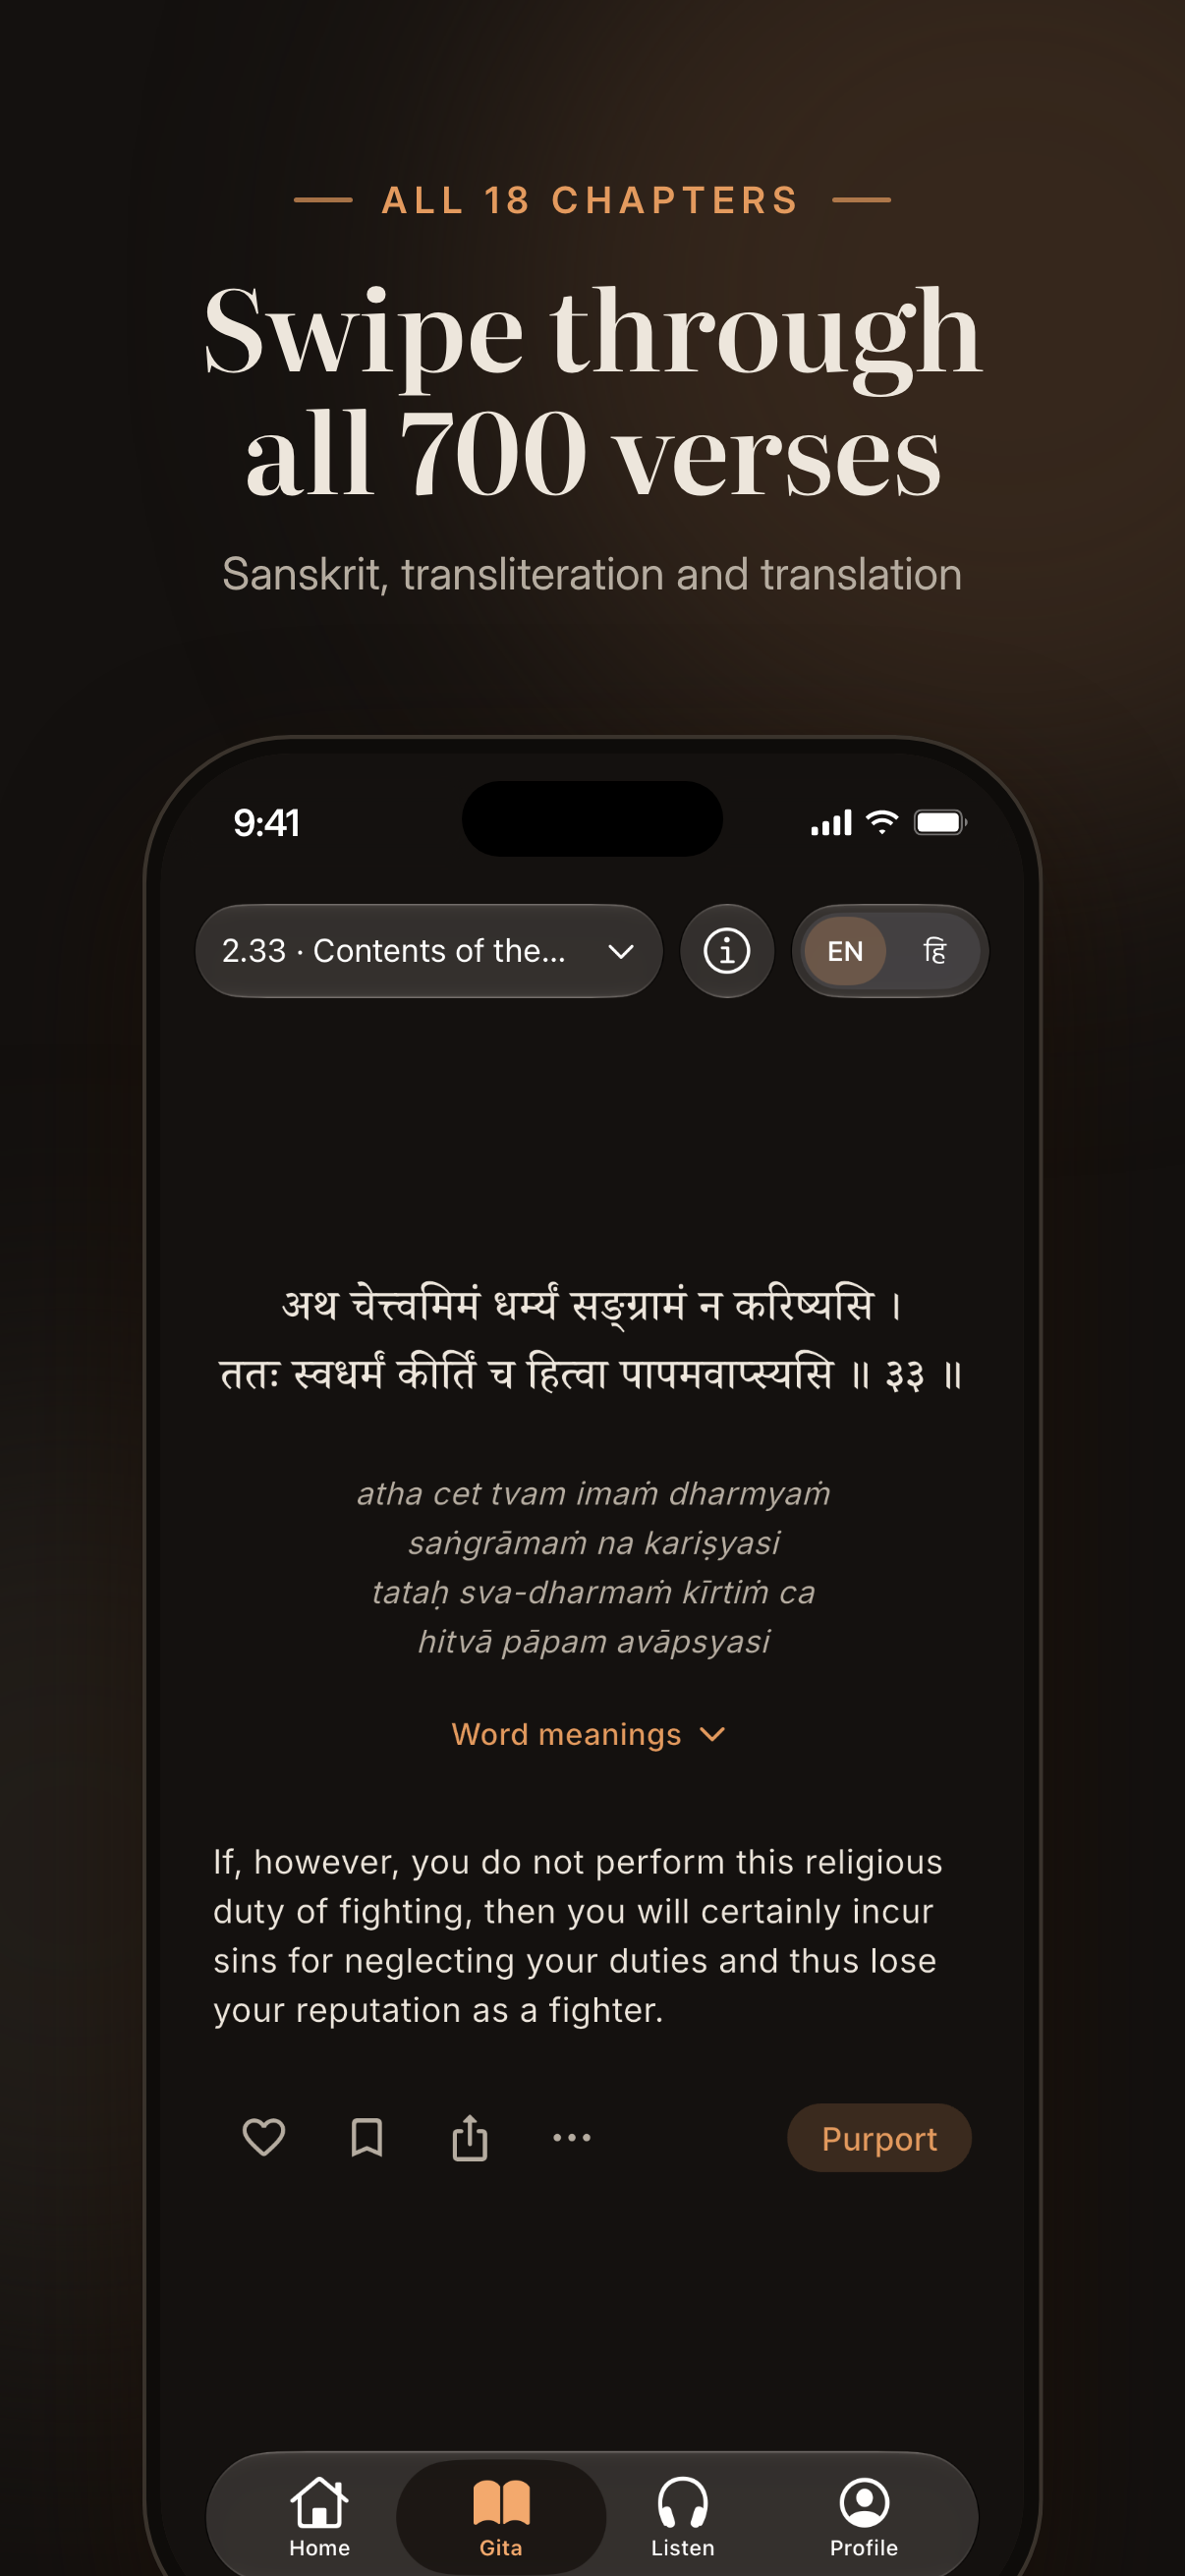 ALL 18 CHAPTERS
Swipe through
all 700 verses
Sanskrit, transliteration and translation
9:41
2.33 · Contents of the...
EN हि
अथ चेत्त्वमिमं धर्म्यं सङ्ग्रामं न करिष्यसि ।
ततः स्वधर्मं कीर्तिं च हित्वा पापमवाप्स्यसि ॥ ३३ ॥
atha cet tvam imaṁ dharmyaṁ
saṅgrāmaṁ na kariṣyasi
tataḥ sva-dharmaṁ kīrtiṁ ca
hitvā pāpam avāpsyasi
Word meanings
If, however, you do not perform this religious
duty of fighting, then you will certainly incur
sins for neglecting your duties and thus lose
your reputation as a fighter.
Purport
Home Gita Listen Profile